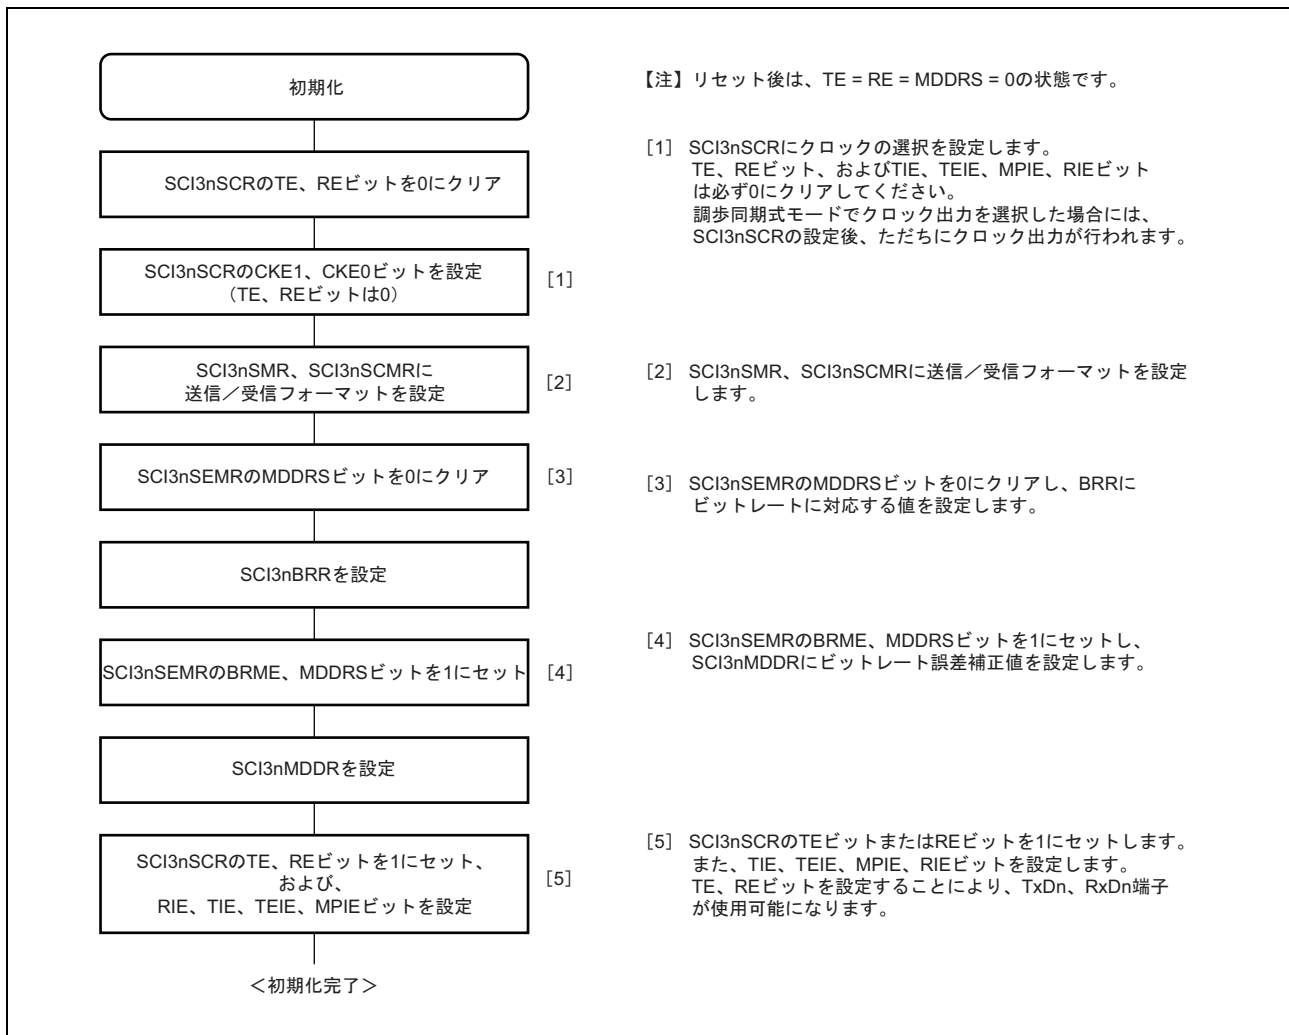 初期化
SCI3nSCRのTE、REビットを0にクリア
SCI3nSCRのCKE1、CKE0ビットを設定
（TE、REビットは0）
［1］
SCI3nSMR、SCI3nSCMRに
送信／受信フォーマットを設定
［2］
SCI3nSEMRのMDDRSビットを0にクリア
［3］
SCI3nBRRを設定
SCI3nSEMRのBRME、MDDRSビットを1にセット
［4］
SCI3nMDDRを設定
SCI3nSCRのTE、REビットを1にセット、
および、
RIE、TIE、TEIE、MPIEビットを設定
［5］
＜初期化完了＞
【注】リセット後は、TE = RE = MDDRS = 0の状態です。
［1］ SCI3nSCRにクロックの選択を設定します。
TE、REビット、およびTIE、TEIE、MPIE、RIEビット
は必ず0にクリアしてください。
調歩同期式モードでクロック出力を選択した場合には、
SCI3nSCRの設定後、ただちにクロック出力が行われます。
［2］ SCI3nSMR、SCI3nSCMRに送信／受信フォーマットを設定
します。
［3］ SCI3nSEMRのMDDRSビットを0にクリアし、BRRに
ビットレートに対応する値を設定します。
［4］ SCI3nSEMRのBRME、MDDRSビットを1にセットし、
SCI3nMDDRにビットレート誤差補正値を設定します。
［5］ SCI3nSCRのTEビットまたはREビットを1にセットします。
また、TIE、TEIE、MPIE、RIEビットを設定します。
TE、REビットを設定することにより、TxDn、RxDn端子
が使用可能になります。